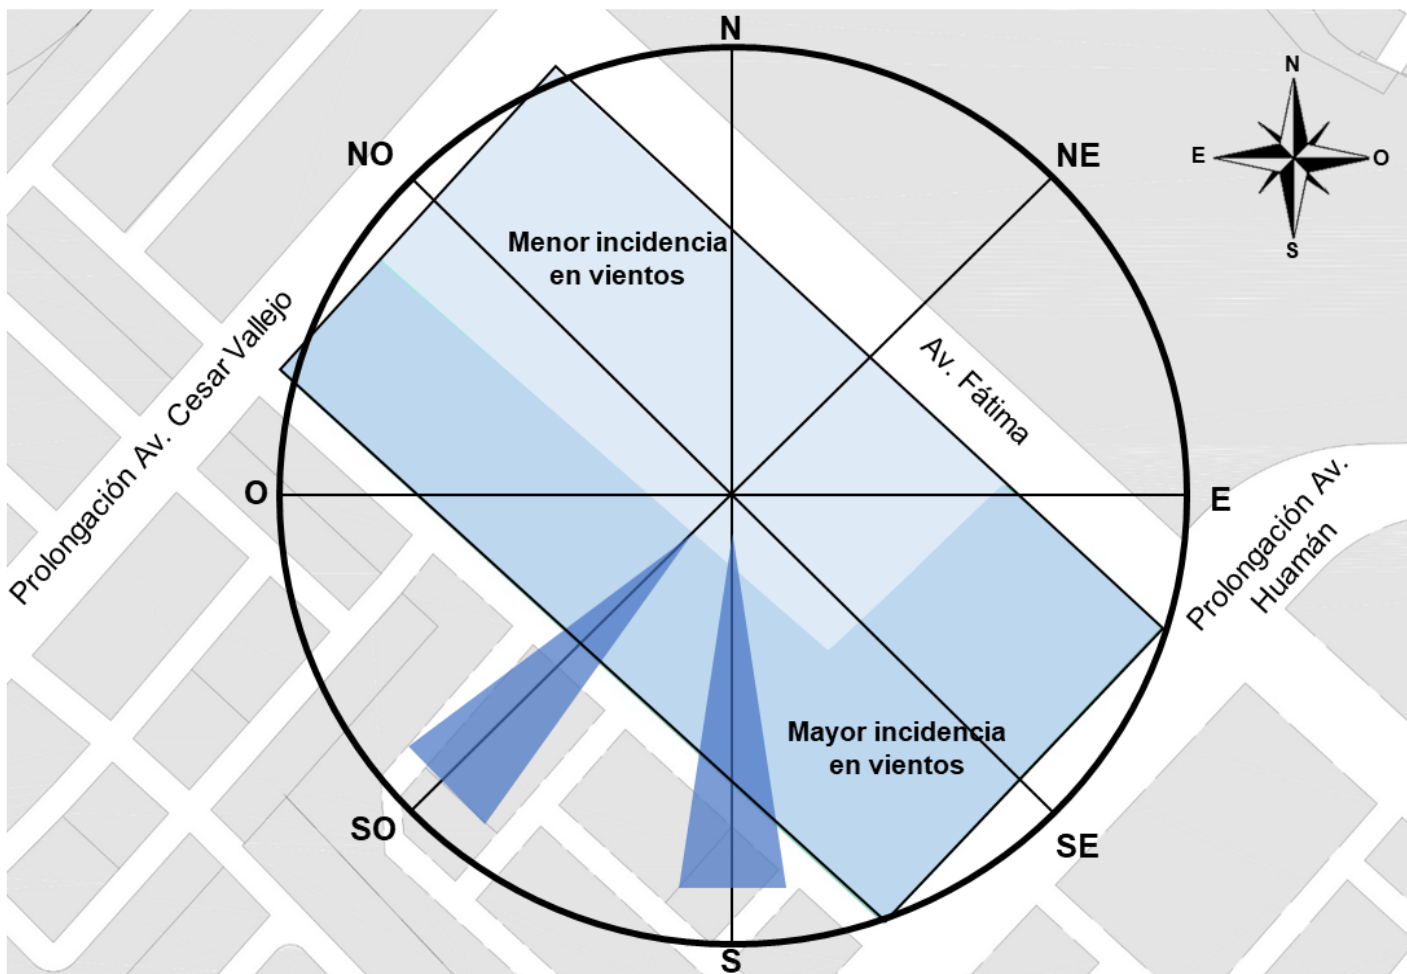 N
NO
NE
N
E
O
S
Menor incidencia
en vientos
Prolongación Av. Cesar Vallejo
Av. Fátima
O
E
Prolongación Av.
Huamán
Mayor incidencia
en vientos
SO
SE
S